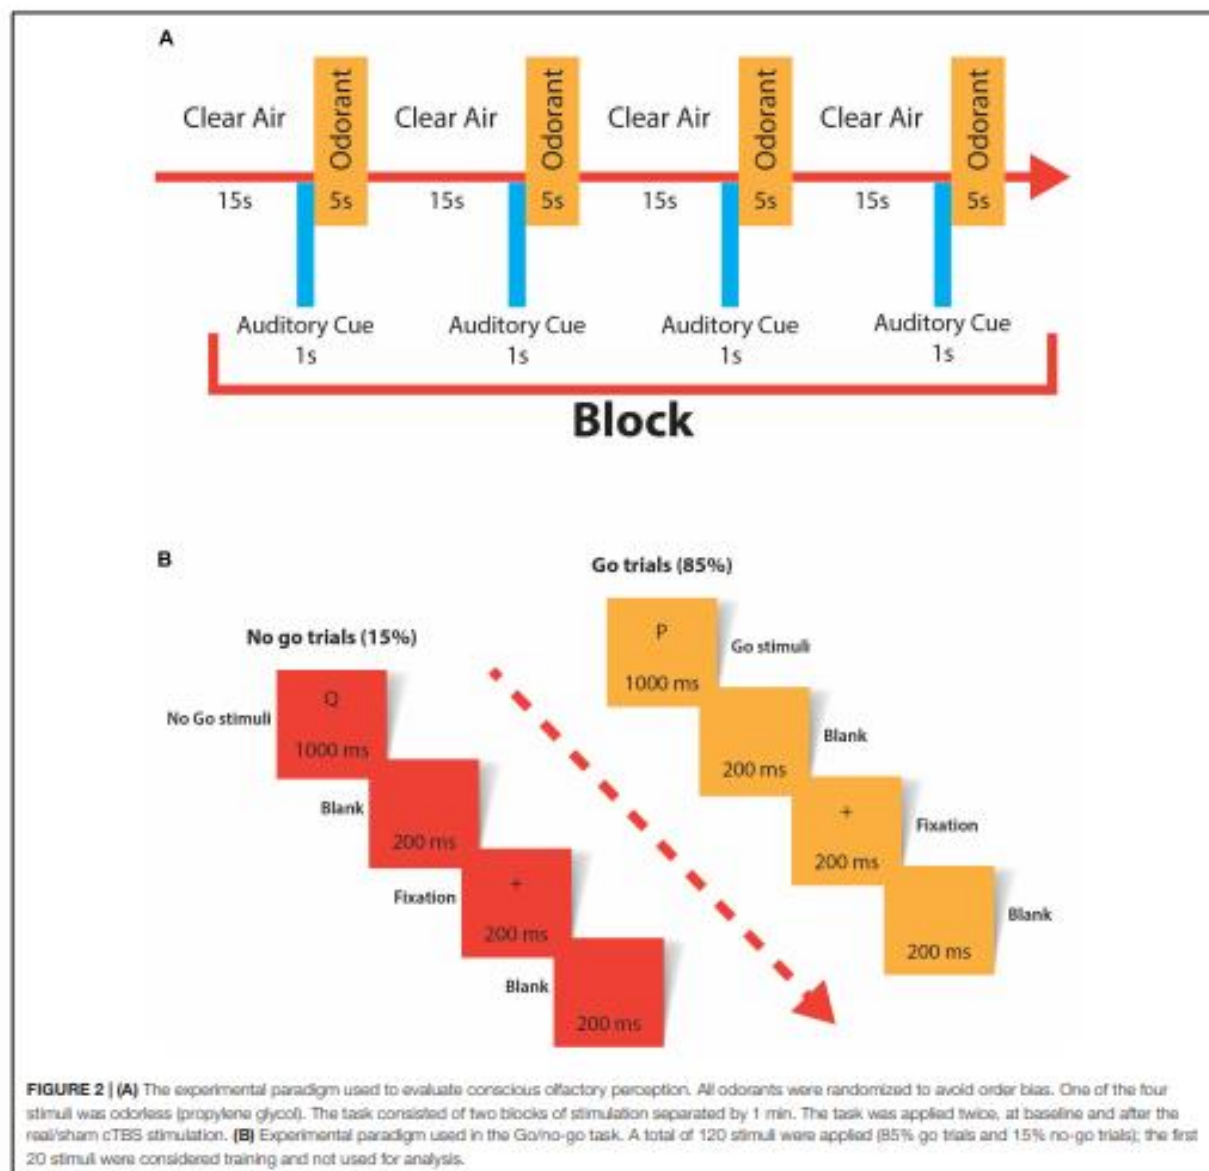 A
Clear Air Odorant Clear Air Odorant Clear Air Odorant Clear Air Odorant
15s 5s 15s 5s 15s 5s 15s 5s
Auditory Cue Auditory Cue Auditory Cue Auditory Cue
1s 1s 1s 1s
Block
B
Go trials (85%)
P
1000 ms
Go stimuli
Blank
200 ms
+
Fixation
200 ms
Blank
200 ms
No go trials (15%)
Q
No Go stimuli
1000 ms
Blank
200 ms
+
Fixation
200 ms
Blank
200 ms
FIGURE 2 | (A) The experimental paradigm used to evaluate conscious olfactory perception. All odorants were randomized to avoid order bias. One of the four
stimuli was odorless (propylene glycol). The task consisted of two blocks of stimulation separated by 1 min. The task was applied twice, at baseline and after the
real/sham cTBS stimulation. (B) Experimental paradigm used in the Go/no-go task. A total of 120 stimuli were applied (85% go trials and 15% no-go trials); the first
20 stimuli were considered training and not used for analysis.